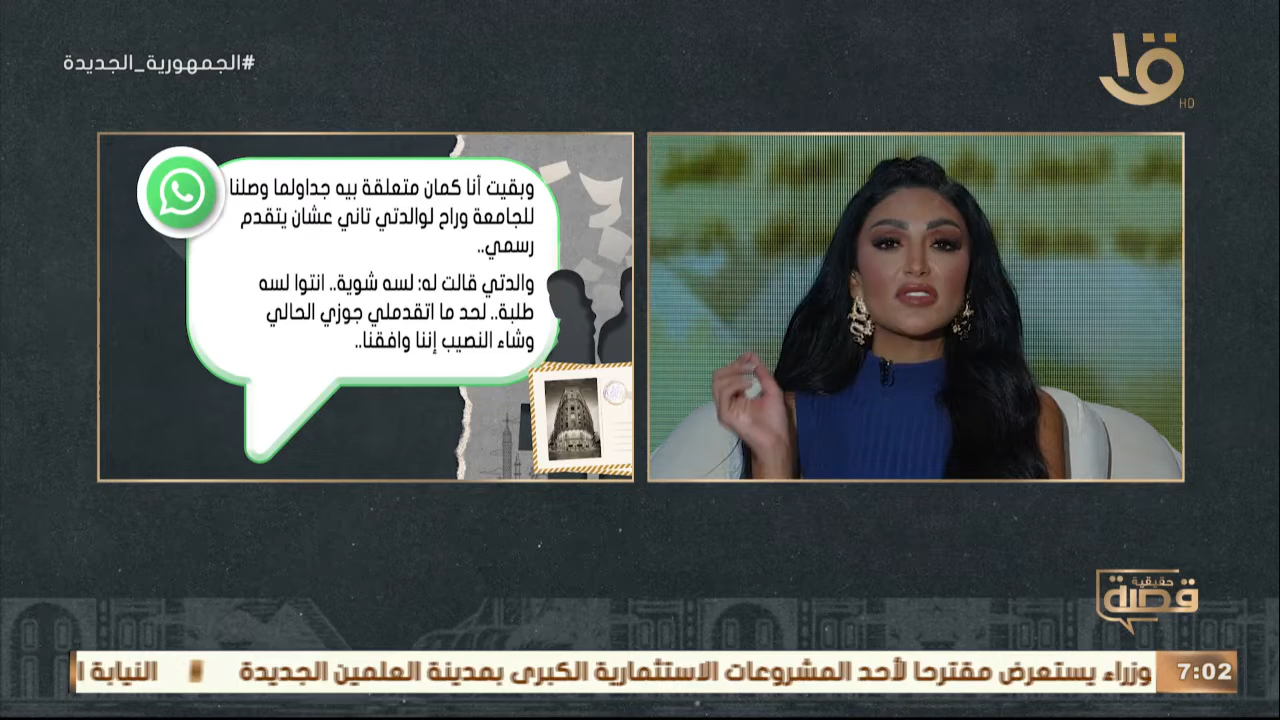 #الجمهورية_الجديدة
HD
وبقيت أنا كمان متعلقة بيه جداولما وصلنا
للجامعة وراح لوالدتي تاني عشان يتقدم
رسمي..
والدتي قالت له: لسه شوية.. انتوا لسه
طلبة.. لحد ما اتقدملي جوزي الحالي
وشاء النصيب إننا وافقنا..
قصة
حقيقية
7:02
وزراء يستعرض مقترحا لأحد المشروعات الاستثمارية الكبرى بمدينة العلمين الجديدة
النيابة ا